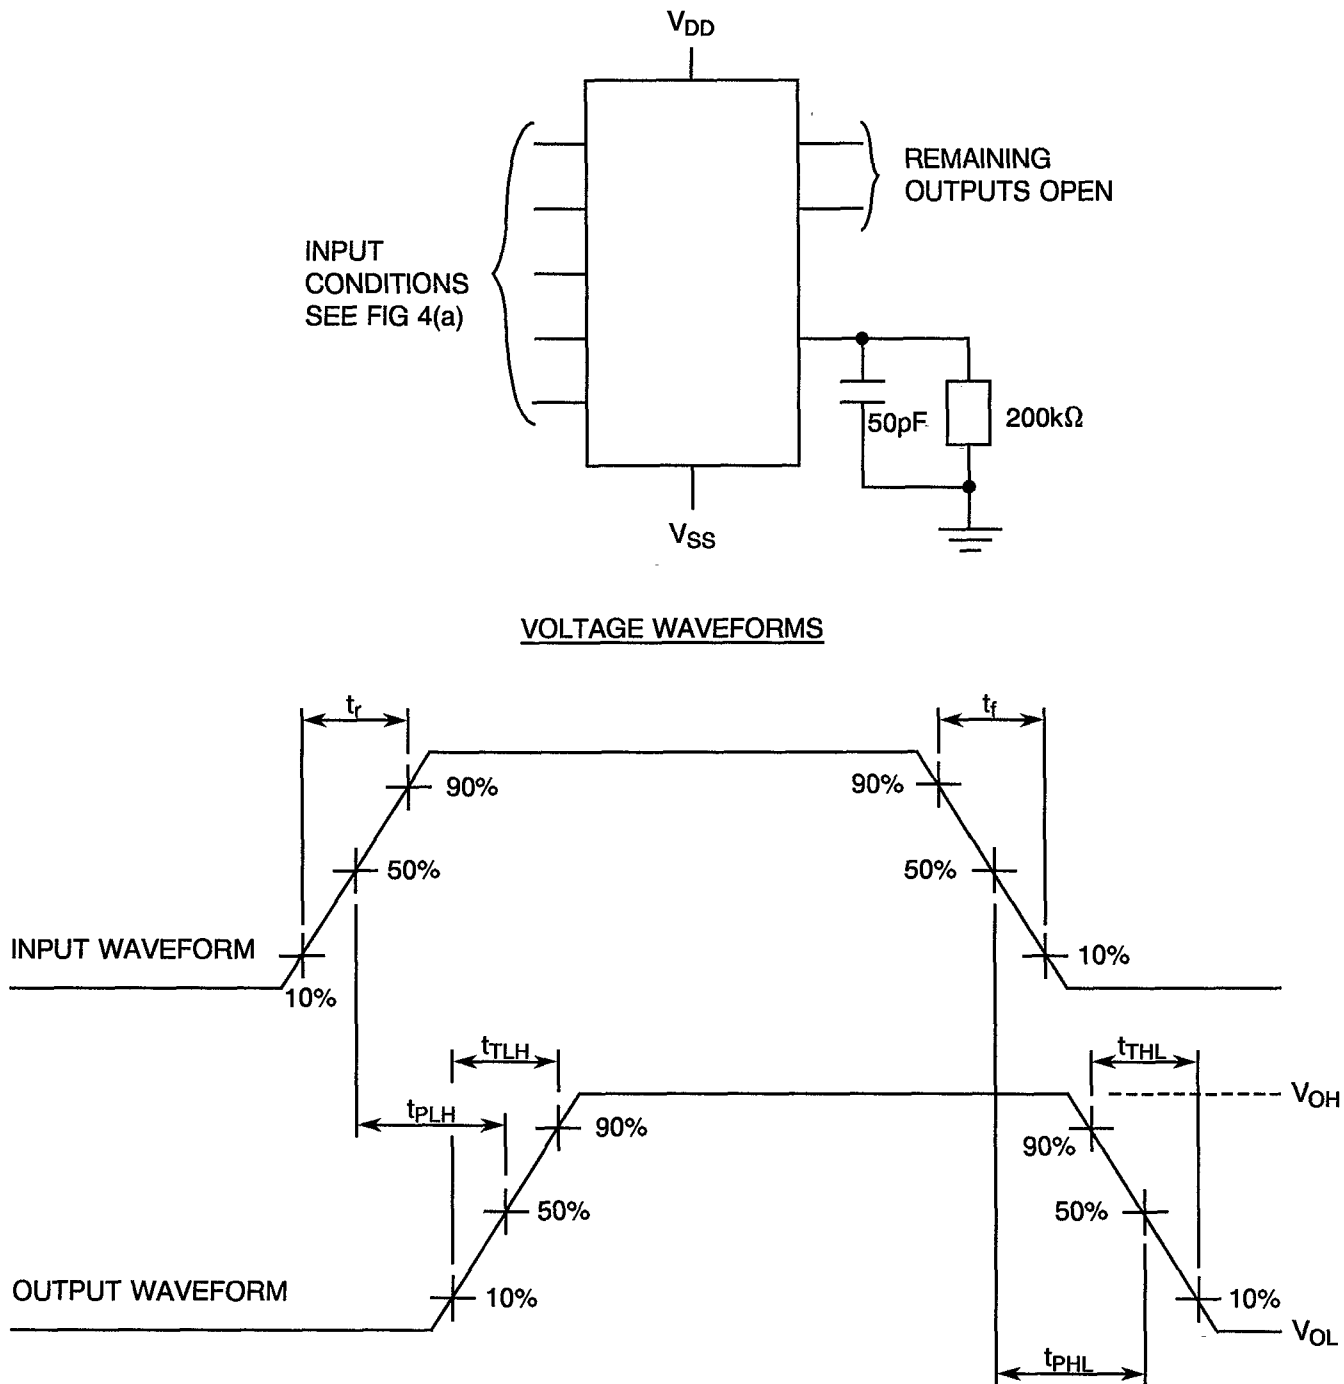 VDD
REMAINING
OUTPUTS OPEN
INPUT
CONDITIONS
SEE FIG 4(a)
50pF
200kΩ
VSS
VOLTAGE WAVEFORMS
tr
tf
90%
90%
50%
50%
INPUT WAVEFORM
10%
10%
tTLH
tTHL
VOH
tPLH
90%
90%
50%
50%
OUTPUT WAVEFORM
10%
10%
VOL
tPHL